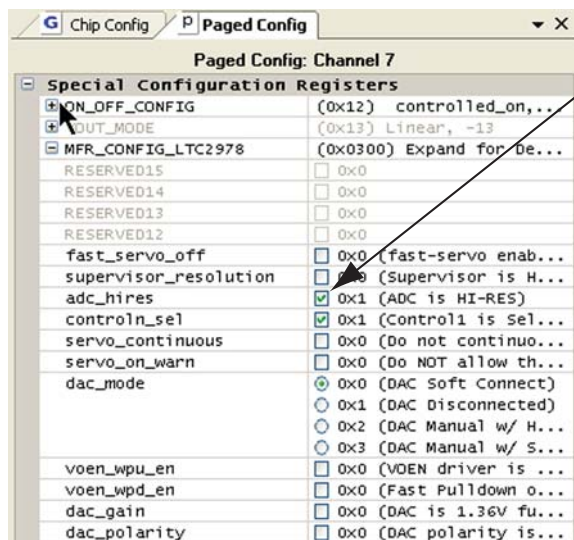 G Chip Config P Paged Config
Paged Config: Channel 7
Special Configuration Registers
ON_OFF_CONFIG (0x12) controlled_on,...
OUT_MODE (0x13) Linear, -13
MFR_CONFIG_LTC2978 (0x0300) Expand for De...
RESERVED15 0x0
RESERVED14 0x0
RESERVED13 0x0
RESERVED12 0x0
fast_servo_off 0x0 (fast-servo enab...
supervisor_resolution (Supervisor is H...
adc_hires 0x1 (ADC is HI-RES)
controln_sel 0x1 (Control1 is Sel...
servo_continuous 0x0 (Do not continuo...
servo_on_warn 0x0 (Do NOT allow th...
dac_mode 0x0 (DAC Soft Connect)
0x1 (DAC Disconnected)
0x2 (DAC Manual w/ H...
0x3 (DAC Manual w/ S...
voen_wpu_en 0x0 (VOEN driver is ...
voen_wpd_en 0x0 (Fast Pulldown o...
dac_gain 0x0 (DAC is 1.36V fu...
dac_polarity 0x0 (DAC polarity is...